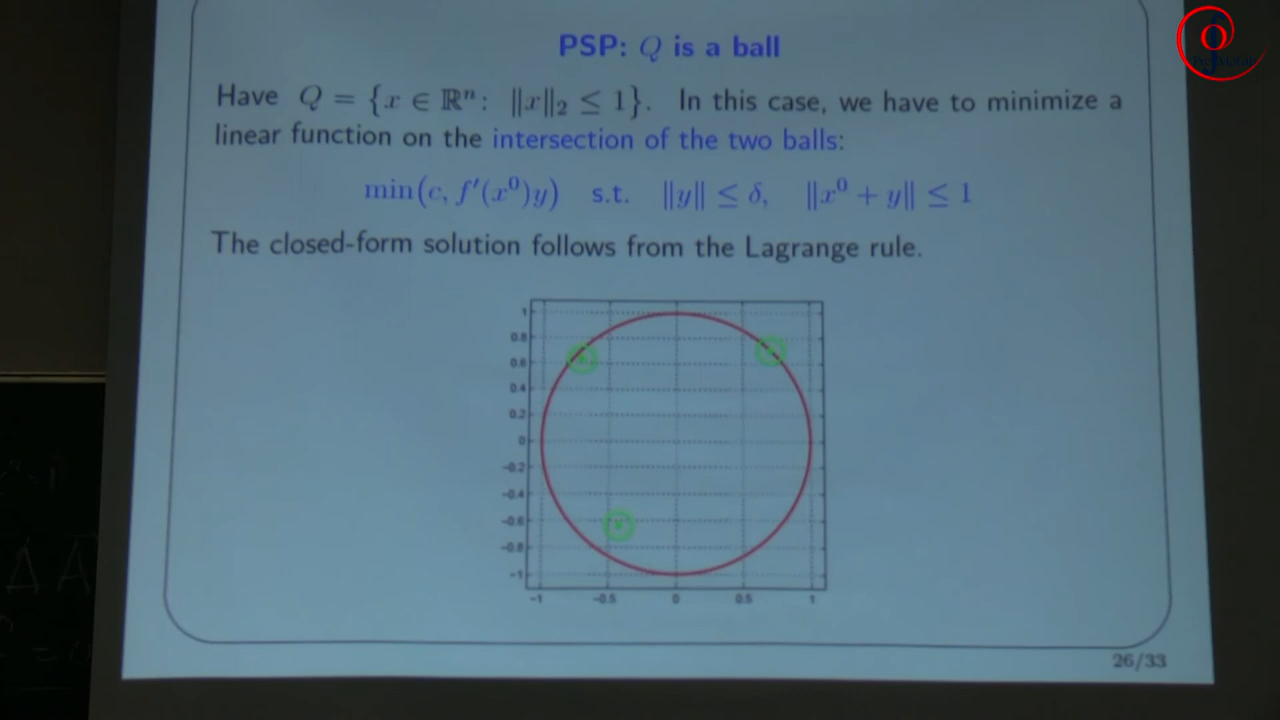 PSP: Q is a ball
Have Q = {x ∈ ℝⁿ: ‖x‖₂ ≤ 1}. In this case, we have to minimize a
linear function on the intersection of the two balls:
min(c, f′(x⁰)y) s.t. ‖y‖ ≤ δ, ‖x⁰ + y‖ ≤ 1
The closed-form solution follows from the Lagrange rule.
1
0.8
0.6
0.4
0.2
0
-0.2
-0.4
-0.6
-0.8
-1
-1 -0.5 0 0.5 1
26/33